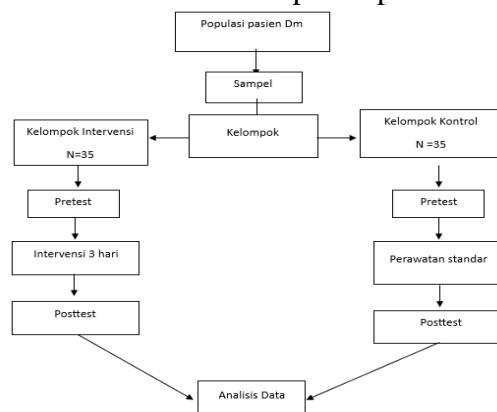 Populasi pasien Dm
Sampel
Kelompok
Kelompok Intervensi
N=35
Kelompok Kontrol
N =35
Pretest
Pretest
Intervensi 3 hari
Perawatan standar
Posttest
Posttest
Analisis Data